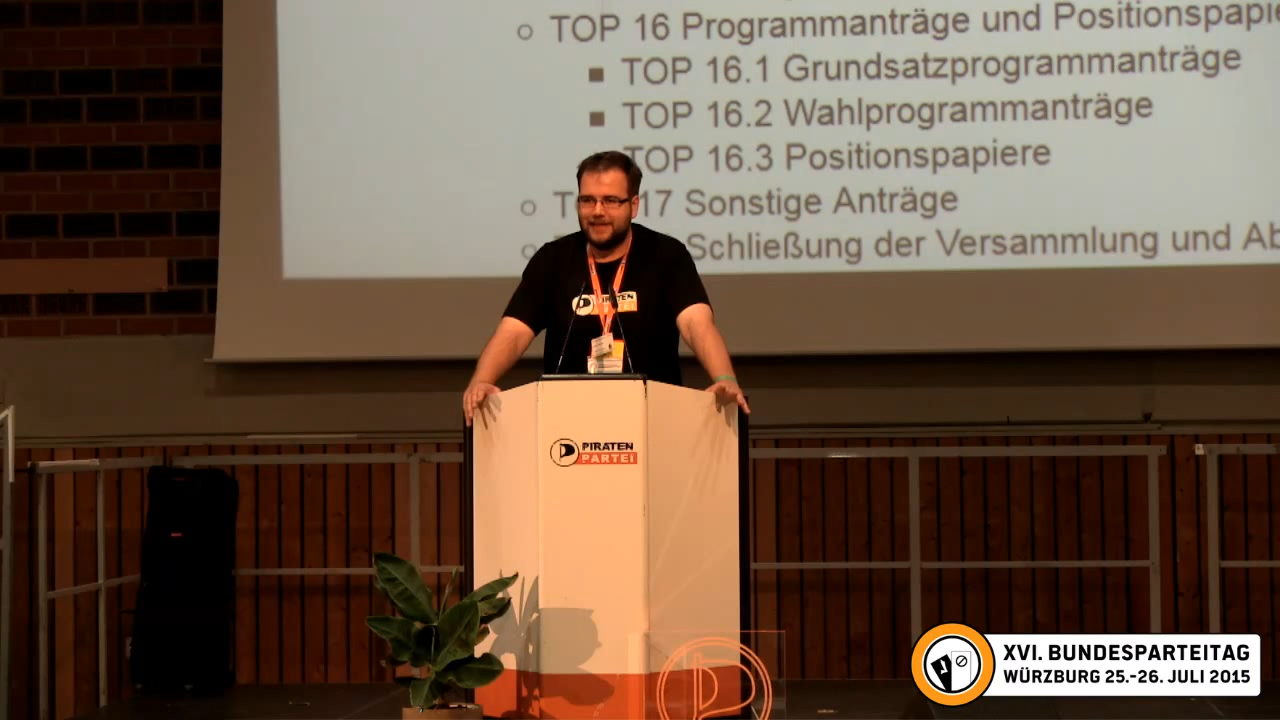 TOP 16 Programmanträge und Positionspapie
TOP 16.1 Grundsatzprogrammanträge
TOP 16.2 Wahlprogrammanträge
TOP 16.3 Positionspapiere
17 Sonstige Anträge
Schließung der Versammlung und Ab
PIRATEN
PARTEI
PIRATEN
PARTEI
XVI. BUNDESPARTEITAG
WÜRZBURG 25.-26. JULI 2015